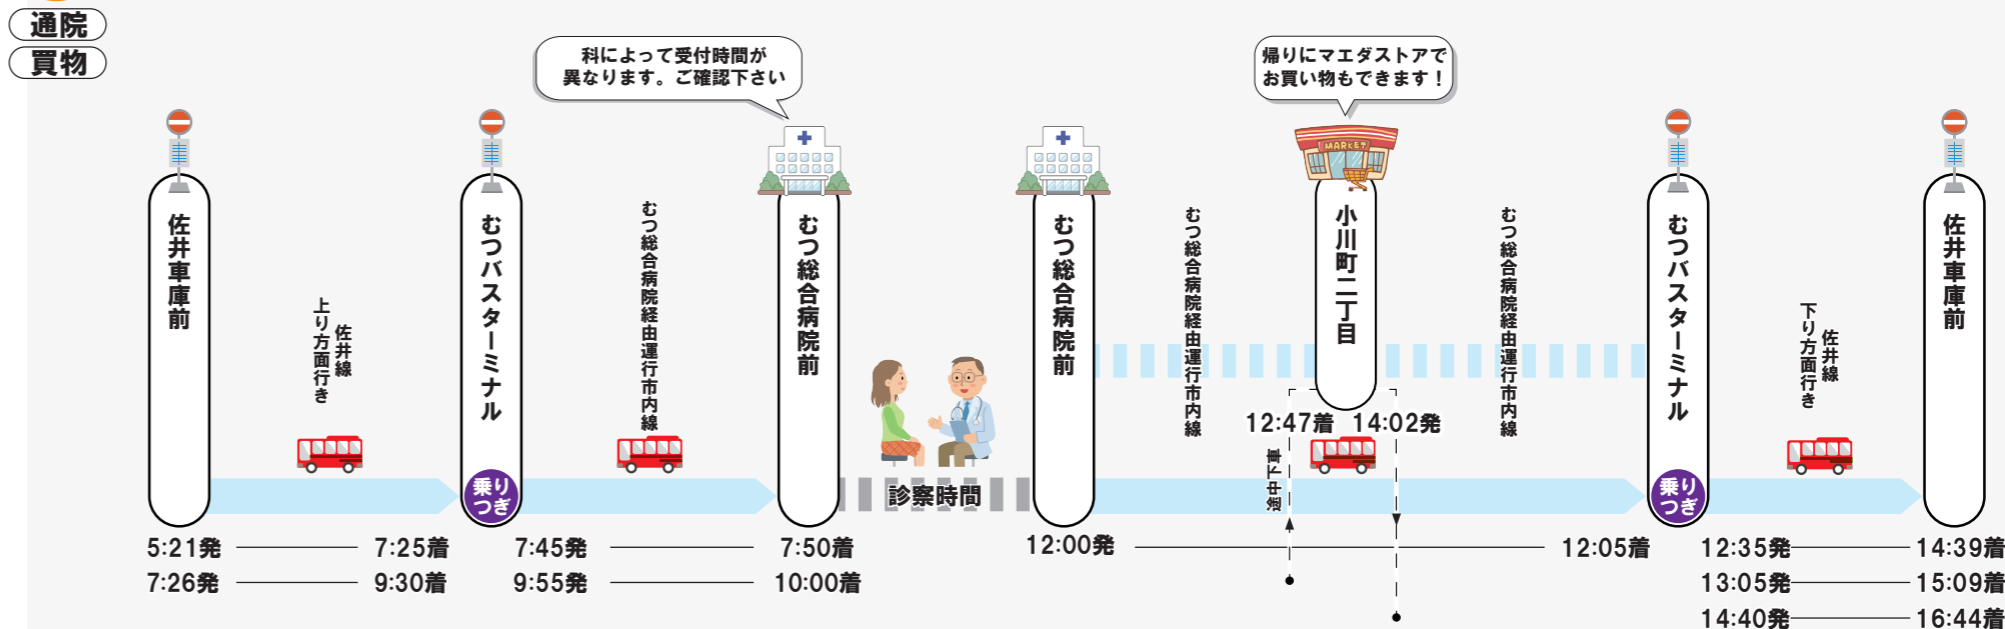 通院
買物
科によって受付時間が
異なります。ご確認下さい
帰りにマエダストアで
お買い物もできます！
MARKET
佐井車庫前
佐井線
上り方面行き
むつバスターミナル
乗り
つぎ
むつ総合病院経由運行市内線
むつ総合病院前
診察時間
むつ総合病院前
むつ総合病院経由運行市内線
小川町二丁目
12:47着 14:02発
途中下車
むつ総合病院経由運行市内線
むつバスターミナル
乗り
つぎ
佐井線
下り方面行き
佐井車庫前
5:21発 7:25着 7:45発 7:50着 12:00発 12:05着 12:35発 14:39着
7:26発 9:30着 9:55発 10:00着 13:05発 15:09着
14:40発 16:44着